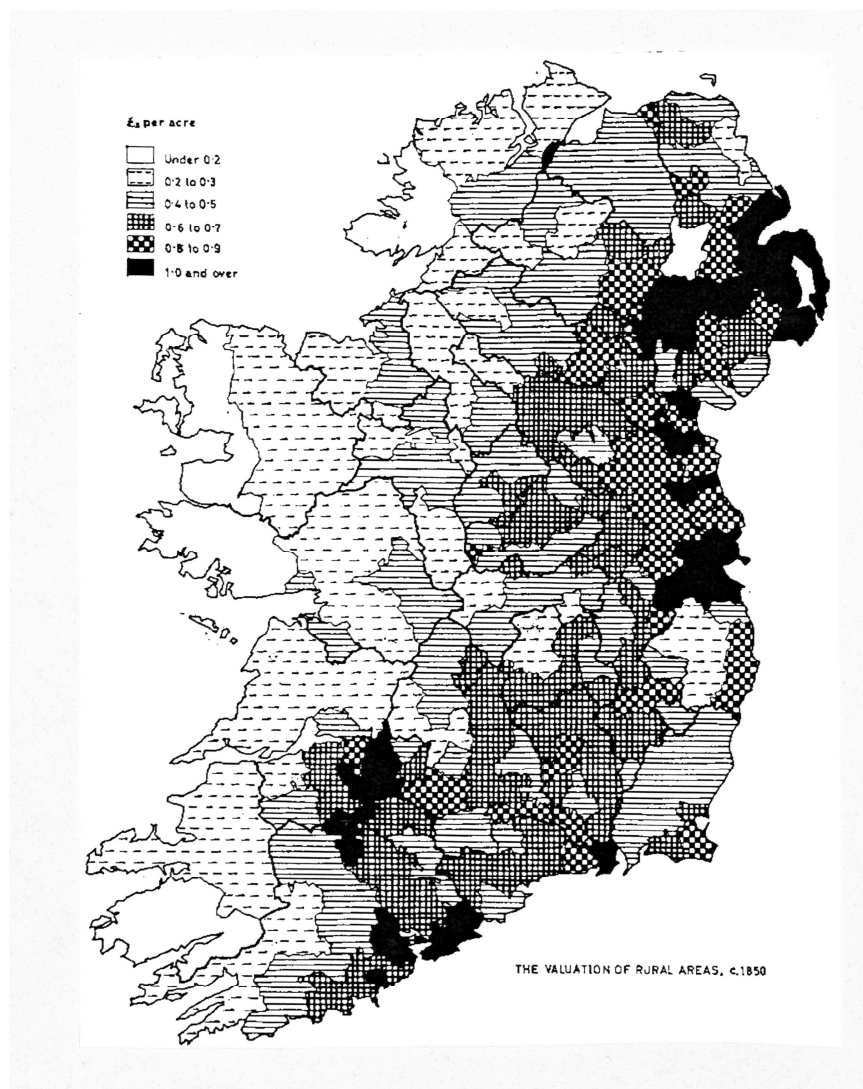 £s per acre
Under 0·2
0·2 to 0·3
0·4 to 0·5
0·6 to 0·7
0·8 to 0·9
1·0 and over
THE VALUATION OF RURAL AREAS, c.1850